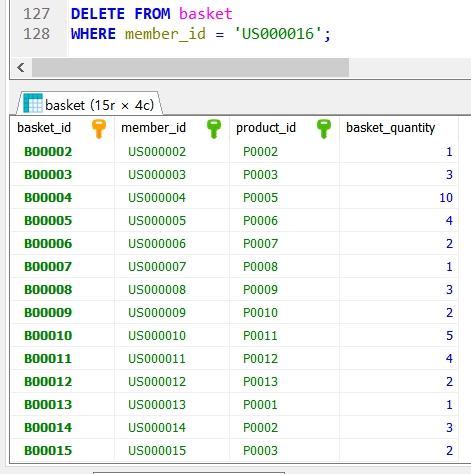 127 DELETE FROM basket
128 WHERE member_id = 'US000016';
basket (15r × 4c)
basket_id member_id product_id basket_quantity
B00002 US000002 P0002 1
B00003 US000003 P0003 3
B00004 US000004 P0005 10
B00005 US000005 P0006 4
B00006 US000006 P0007 2
B00007 US000007 P0008 1
B00008 US000008 P0009 3
B00009 US000009 P0010 2
B00010 US000010 P0011 5
B00011 US000011 P0012 4
B00012 US000012 P0013 2
B00013 US000013 P0001 1
B00014 US000014 P0002 3
B00015 US000015 P0003 2